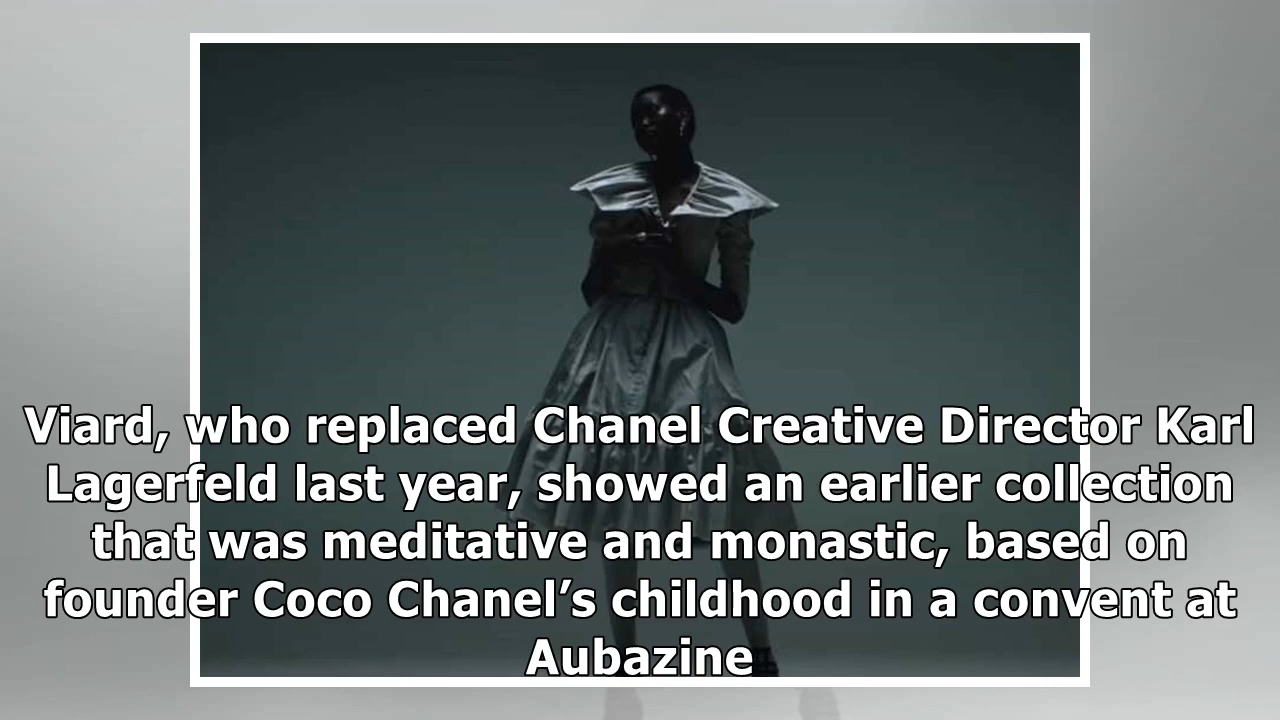 Viard, who replaced Chanel Creative Director Karl
Lagerfeld last year, showed an earlier collection
that was meditative and monastic, based on
founder Coco Chanel’s childhood in a convent at
Aubazine